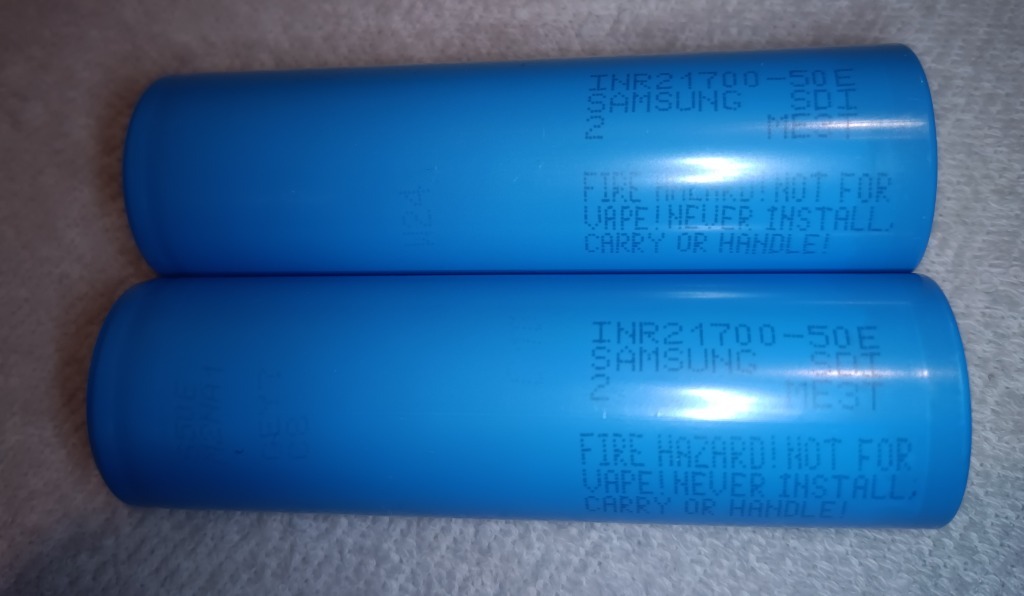 INR21700-50E
SAMSUNG SDI
2 ME3T
FIRE HAZARD! NOT FOR
VAPE! NEVER INSTALL,
CARRY OR HANDLE!
INR21700-50E
SAMSUNG SDI
2 ME3T
FIRE HAZARD! NOT FOR
VAPE! NEVER INSTALL,
CARRY OR HANDLE!